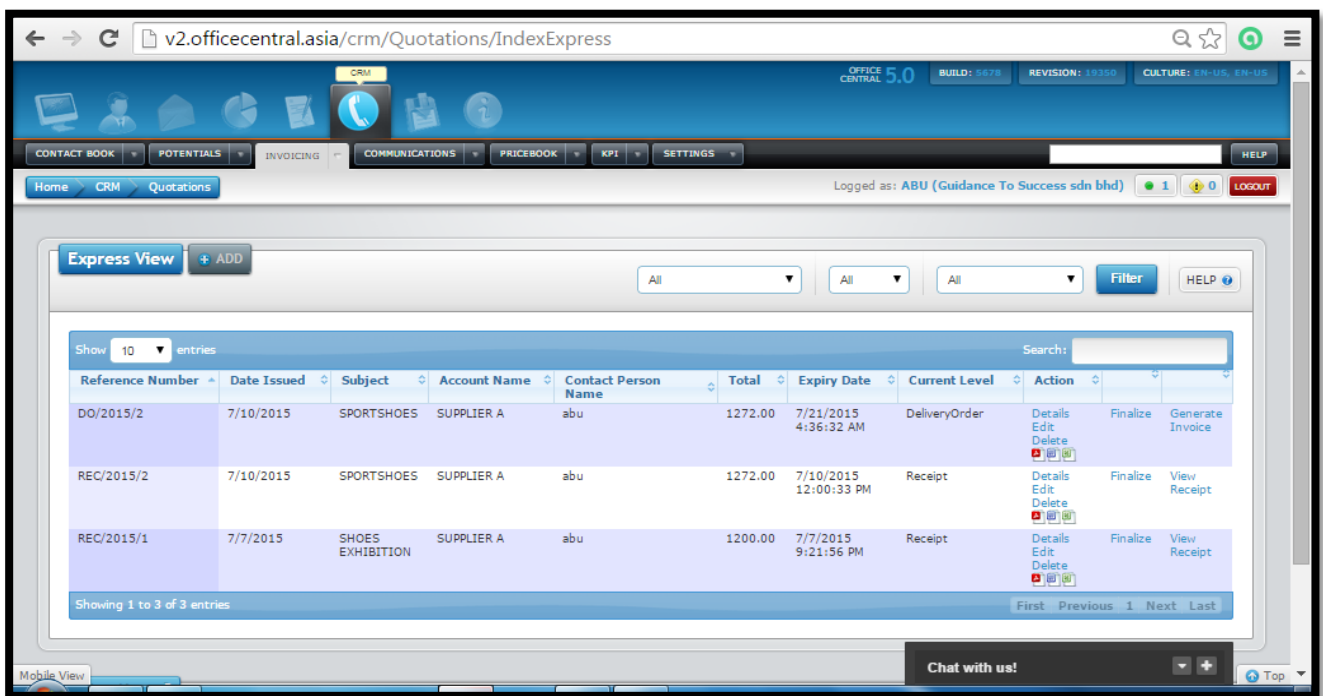 v2.officecentral.asia/crm/Quotations/IndexExpress
CRM
OFFICE CENTRAL 5.0
BUILD: 5678
REVISION: 19350
CULTURE: EN-US, EN-US
CONTACT BOOK
POTENTIALS
INVOICING
COMMUNICATIONS
PRICEBOOK
KPI
SETTINGS
HELP
Home CRM Quotations
Logged as: ABU (Guidance To Success sdn bhd)
1
0
LOGOUT
Express View
ADD
All
All
All
Filter
HELP
Show 10 entries
Search:
Reference Number Date Issued Subject Account Name Contact Person Name Total Expiry Date Current Level Action
DO/2015/2 7/10/2015 SPORTSHOES SUPPLIER A abu 1272.00 7/21/2015 4:36:32 AM DeliveryOrder Details Finalize Generate Invoice
Edit
Delete
REC/2015/2 7/10/2015 SPORTSHOES SUPPLIER A abu 1272.00 7/10/2015 12:00:33 PM Receipt Details Finalize View Receipt
Edit
Delete
REC/2015/1 7/7/2015 SHOES EXHIBITION SUPPLIER A abu 1200.00 7/7/2015 9:21:56 PM Receipt Details Finalize View Receipt
Edit
Delete
Showing 1 to 3 of 3 entries
First Previous 1 Next Last
Chat with us!
Mobile View
Top